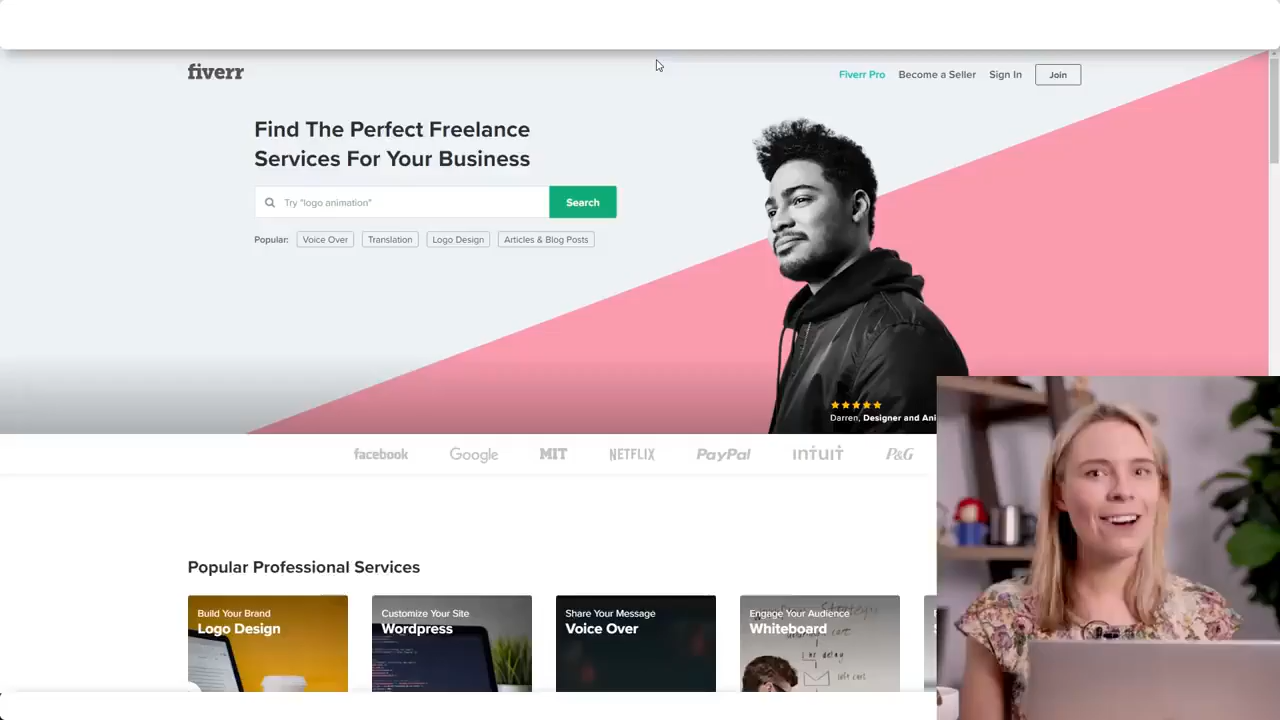 fiverr
Fiverr Pro
Become a Seller
Sign In
Join
Find The Perfect Freelance
Services For Your Business
Try "logo animation"
Search
Popular:
Voice Over
Translation
Logo Design
Articles & Blog Posts
Darren, Designer and Ani
facebook
Google
MIT
NETFLIX
PayPal
intuit
P&G
Popular Professional Services
Build Your Brand
Logo Design
Customize Your Site
Wordpress
Share Your Message
Voice Over
Engage Your Audience
Whiteboard